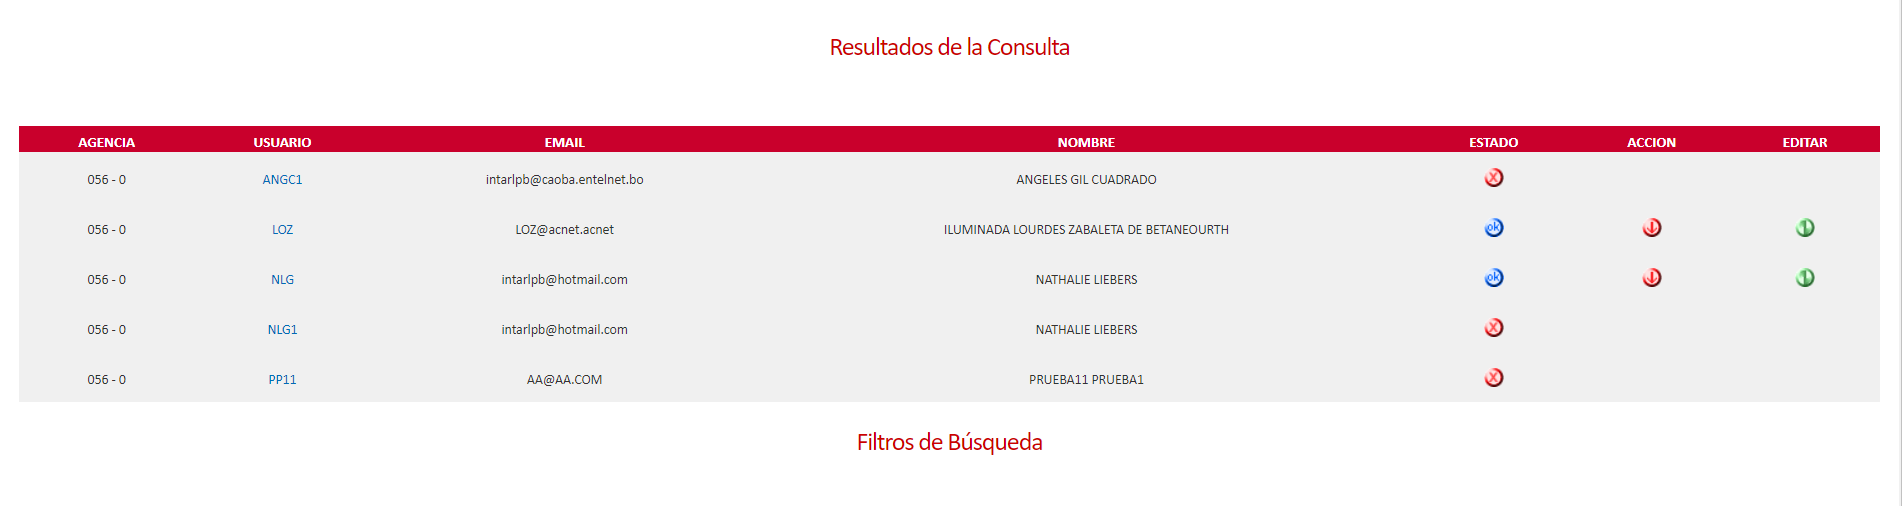 Resultados de la Consulta
AGENCIA USUARIO EMAIL NOMBRE ESTADO ACCION EDITAR
056 - 0 ANGC1 intarlpb@caoba.entelnet.bo ANGELES GIL CUADRADO X
056 - 0 LOZ LOZ@acnet.acnet ILUMINADA LOURDES ZABALETA DE BETANEOURTH ok
056 - 0 NLG intarlpb@hotmail.com NATHALIE LIEBERS ok
056 - 0 NLG1 intarlpb@hotmail.com NATHALIE LIEBERS X
056 - 0 PP11 AA@AA.COM PRUEBA11 PRUEBA1 X
Filtros de Búsqueda